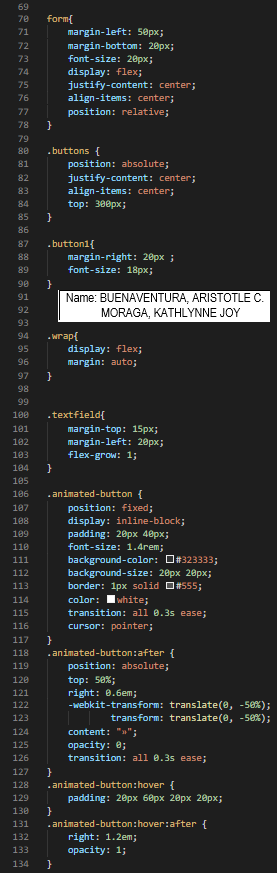 69
70 form{
71 margin-left: 50px;
72 margin-bottom: 20px;
73 font-size: 20px;
74 display: flex;
75 justify-content: center;
76 align-items: center;
77 position: relative;
78 }
79
80 .buttons {
81 position: absolute;
82 justify-content: center;
83 align-items: center;
84 top: 300px;
85 }
86
87 .button1{
88 margin-right: 20px ;
89 font-size: 18px;
90 }
91 Name: BUENAVENTURA, ARISTOTLE C.
92 MORAGA, KATHLYNNE JOY
93
94 .wrap{
95 display: flex;
96 margin: auto;
97 }
98
99
100 .textfield{
101 margin-top: 15px;
102 margin-left: 20px;
103 flex-grow: 1;
104 }
105
106 .animated-button {
107 position: fixed;
108 display: inline-block;
109 padding: 20px 40px;
110 font-size: 1.4rem;
111 background-color: #323333;
112 background-size: 20px 20px;
113 border: 1px solid #555;
114 color: white;
115 transition: all 0.3s ease;
116 cursor: pointer;
117 }
118 .animated-button:after {
119 position: absolute;
120 top: 50%;
121 right: 0.6em;
122 -webkit-transform: translate(0, -50%);
123 transform: translate(0, -50%);
124 content: "»";
125 opacity: 0;
126 transition: all 0.3s ease;
127 }
128 .animated-button:hover {
129 padding: 20px 60px 20px 20px;
130 }
131 .animated-button:hover:after {
132 right: 1.2em;
133 opacity: 1;
134 }